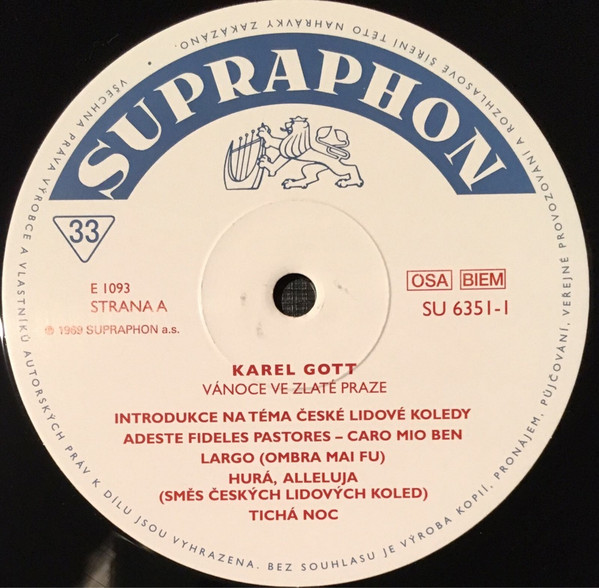 SUPRAPHON
33
E 1093
STRANA A
℗ 1969 SUPRAPHON a.s.
OSA BIEM
SU 6351-1
KAREL GOTT
VÁNOCE VE ZLATÉ PRAZE
INTRODUKCE NA TÉMA ČESKÉ LIDOVÉ KOLEDY
ADESTE FIDELES PASTORES – CARO MIO BEN
LARGO (OMBRA MAI FU)
HURÁ, ALLELUJA
(SMĚS ČESKÝCH LIDOVÝCH KOLED)
TICHÁ NOC
• VŠECHNA PRÁVA VÝROBCE A VLASTNÍKŮ AUTORSKÝCH PRÁV K DÍLU JSOU VYHRAZENA. BEZ SOUHLASU JE VÝROBA KOPIÍ, PRONÁJEM, PŮJČOVÁNÍ, VEŘEJNÉ PROVOZOVÁNÍ A ROZHLASOVÉ ŠÍŘENÍ TÉTO NAHRÁVKY ZAKÁZÁNO.